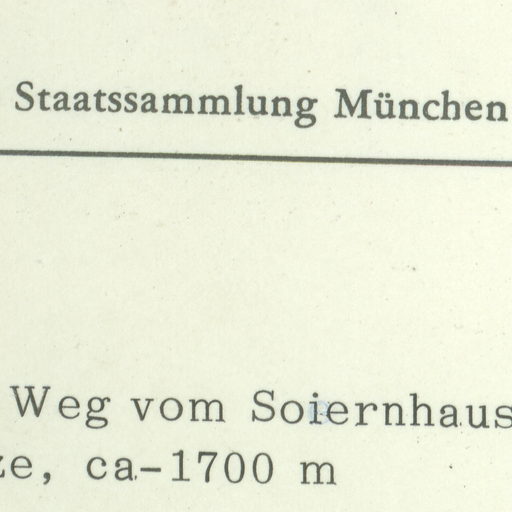 Staatssammlung München
Weg vom Soiernhaus
ze, ca-1700 m